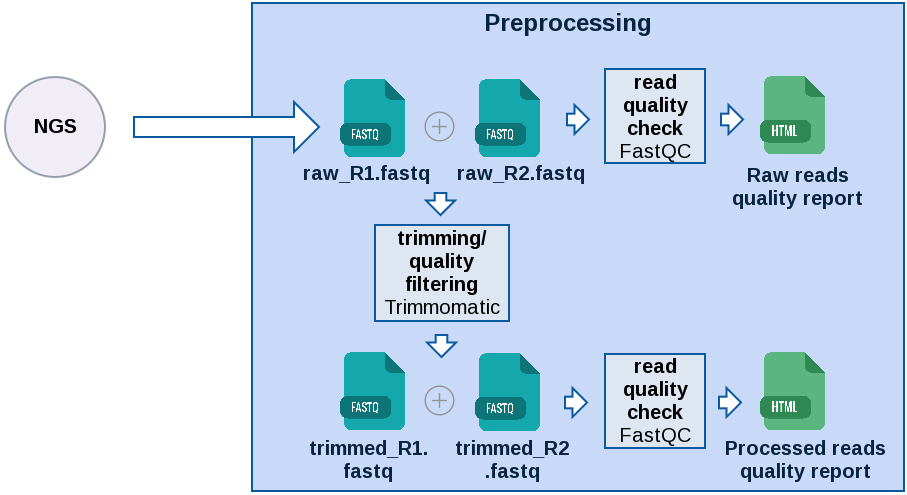 Preprocessing
NGS
FASTQ
FASTQ
read
quality
check
FastQC
HTML
raw_R1.fastq
raw_R2.fastq
Raw reads
quality report
trimming/
quality
filtering
Trimmomatic
FASTQ
FASTQ
read
quality
check
FastQC
HTML
trimmed_R1.
fastq
trimmed_R2
.fastq
Processed reads
quality report